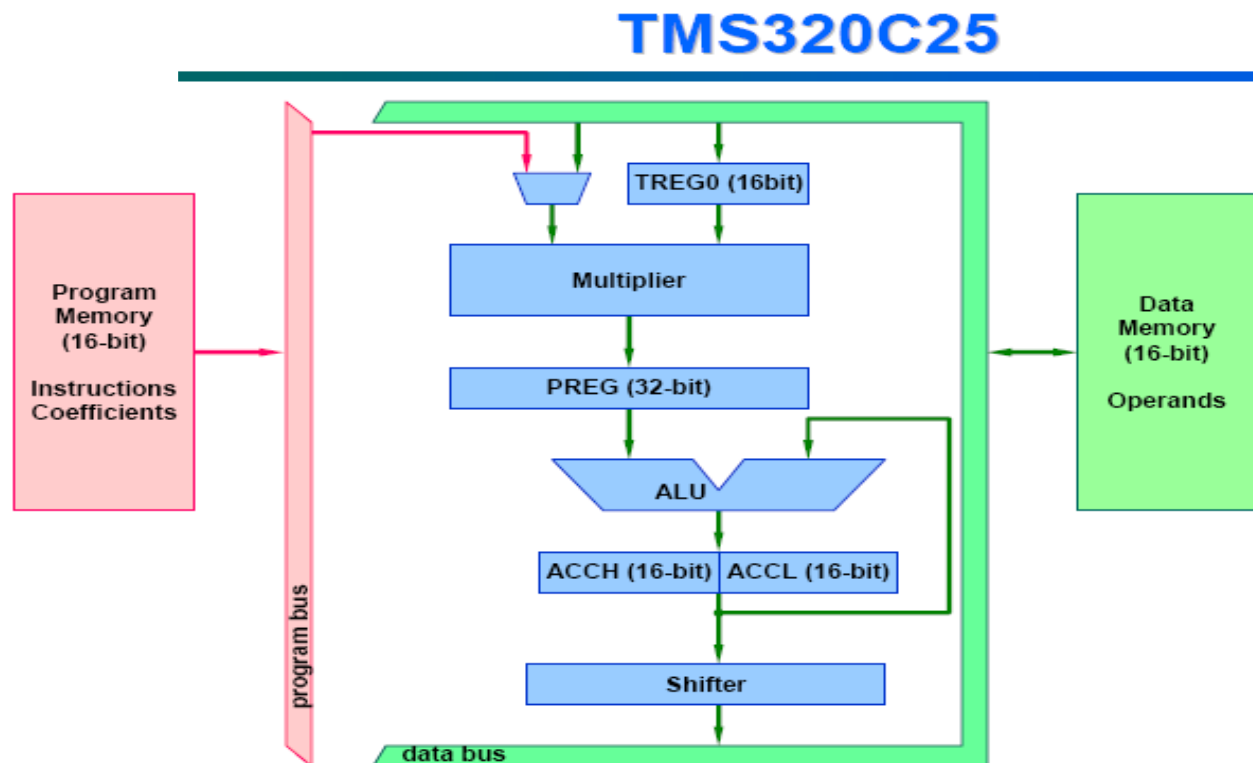 TMS320C25
TREG0 (16bit)
Program
Memory
(16-bit)
Instructions
Coefficients
Multiplier
Data
Memory
(16-bit)
Operands
PREG (32-bit)
ALU
ACCH (16-bit)
ACCL (16-bit)
program bus
Shifter
data bus